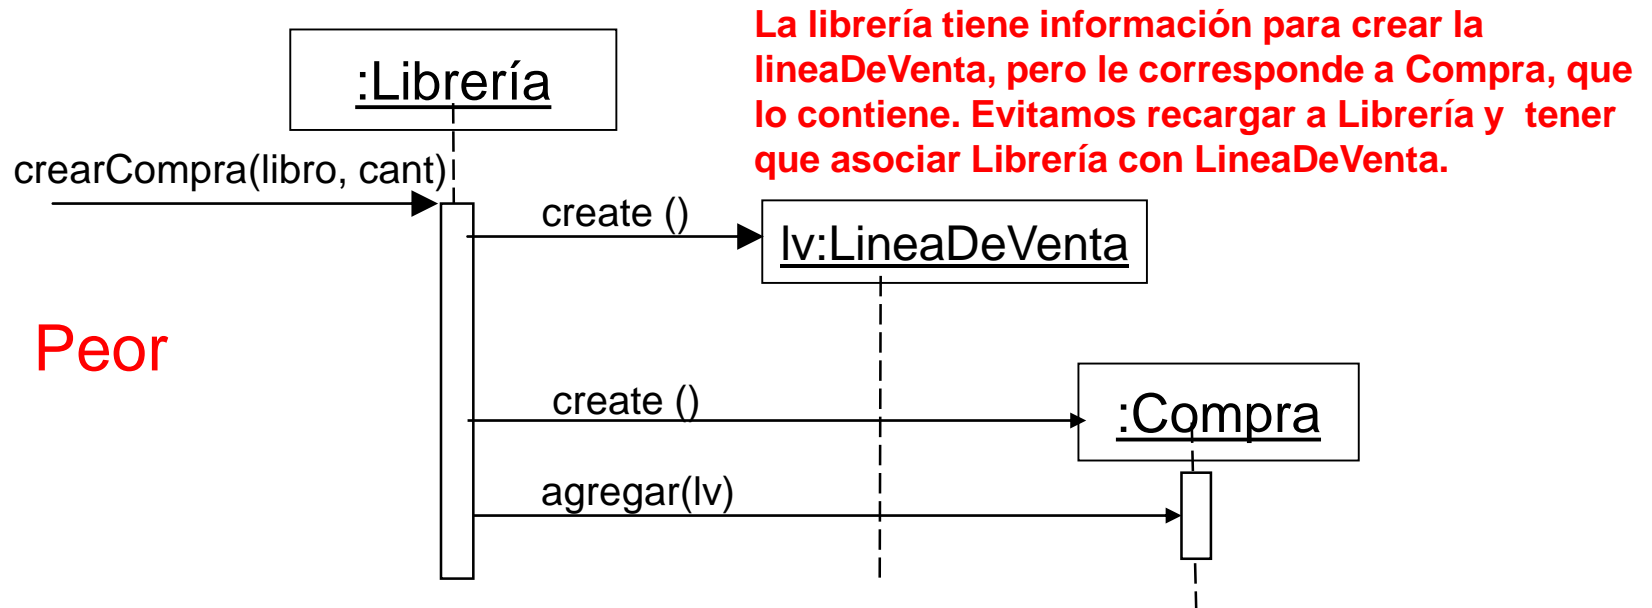 La librería tiene información para crear la
lineaDeVenta, pero le corresponde a Compra, que
lo contiene. Evitamos recargar a Librería y tener
que asociar Librería con LineaDeVenta.
:Librería
crearCompra(libro, cant)
create ()
lv:LineaDeVenta
Peor
create ()
:Compra
agregar(lv)